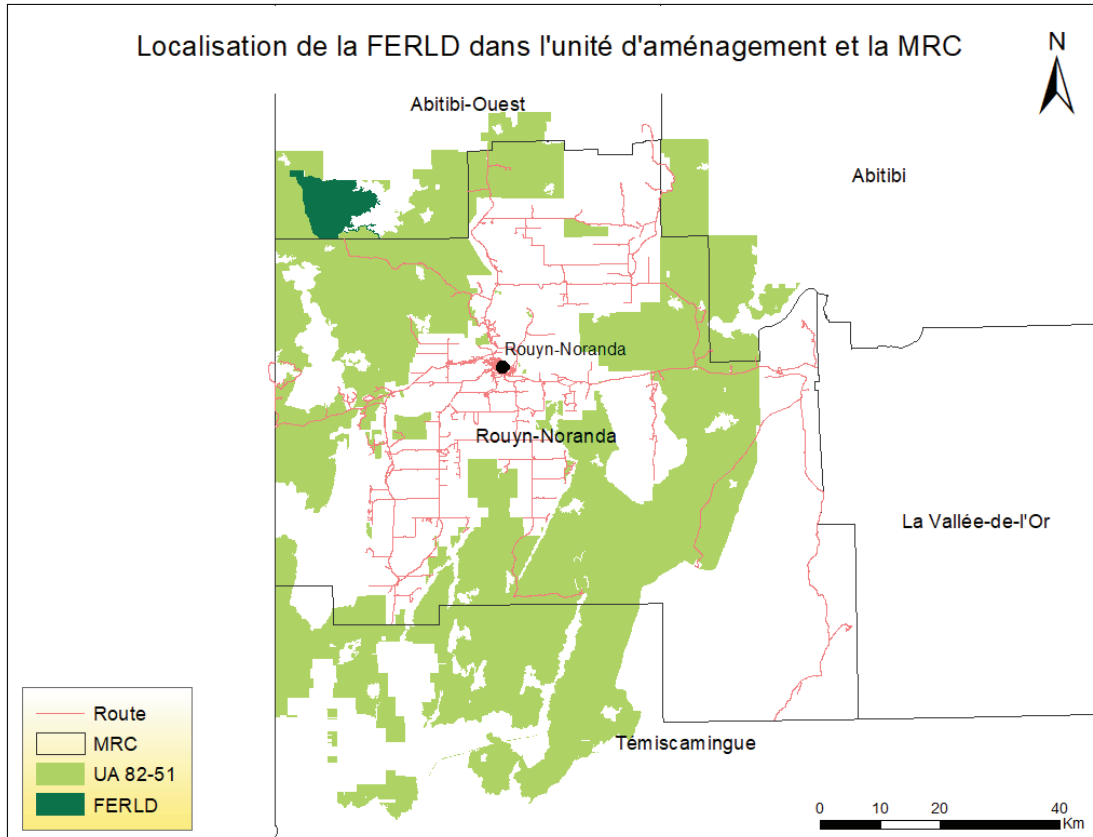 Localisation de la FERLD dans l'unité d'aménagement et la MRC
N
Abitibi-Ouest
Abitibi
Rouyn-Noranda
Rouyn-Noranda
La Vallée-de-l'Or
Témiscamingue
Route
MRC
UA 82-51
FERLD
0 10 20 40
Km